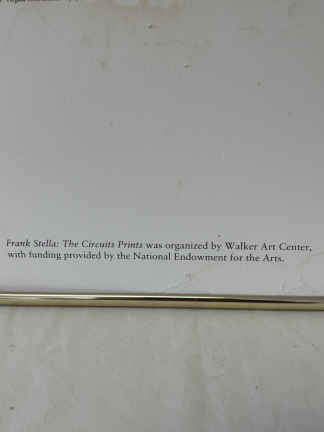 Frank Stella: The Circuits Prints was organized by Walker Art Center,
with funding provided by the National Endowment for the Arts.